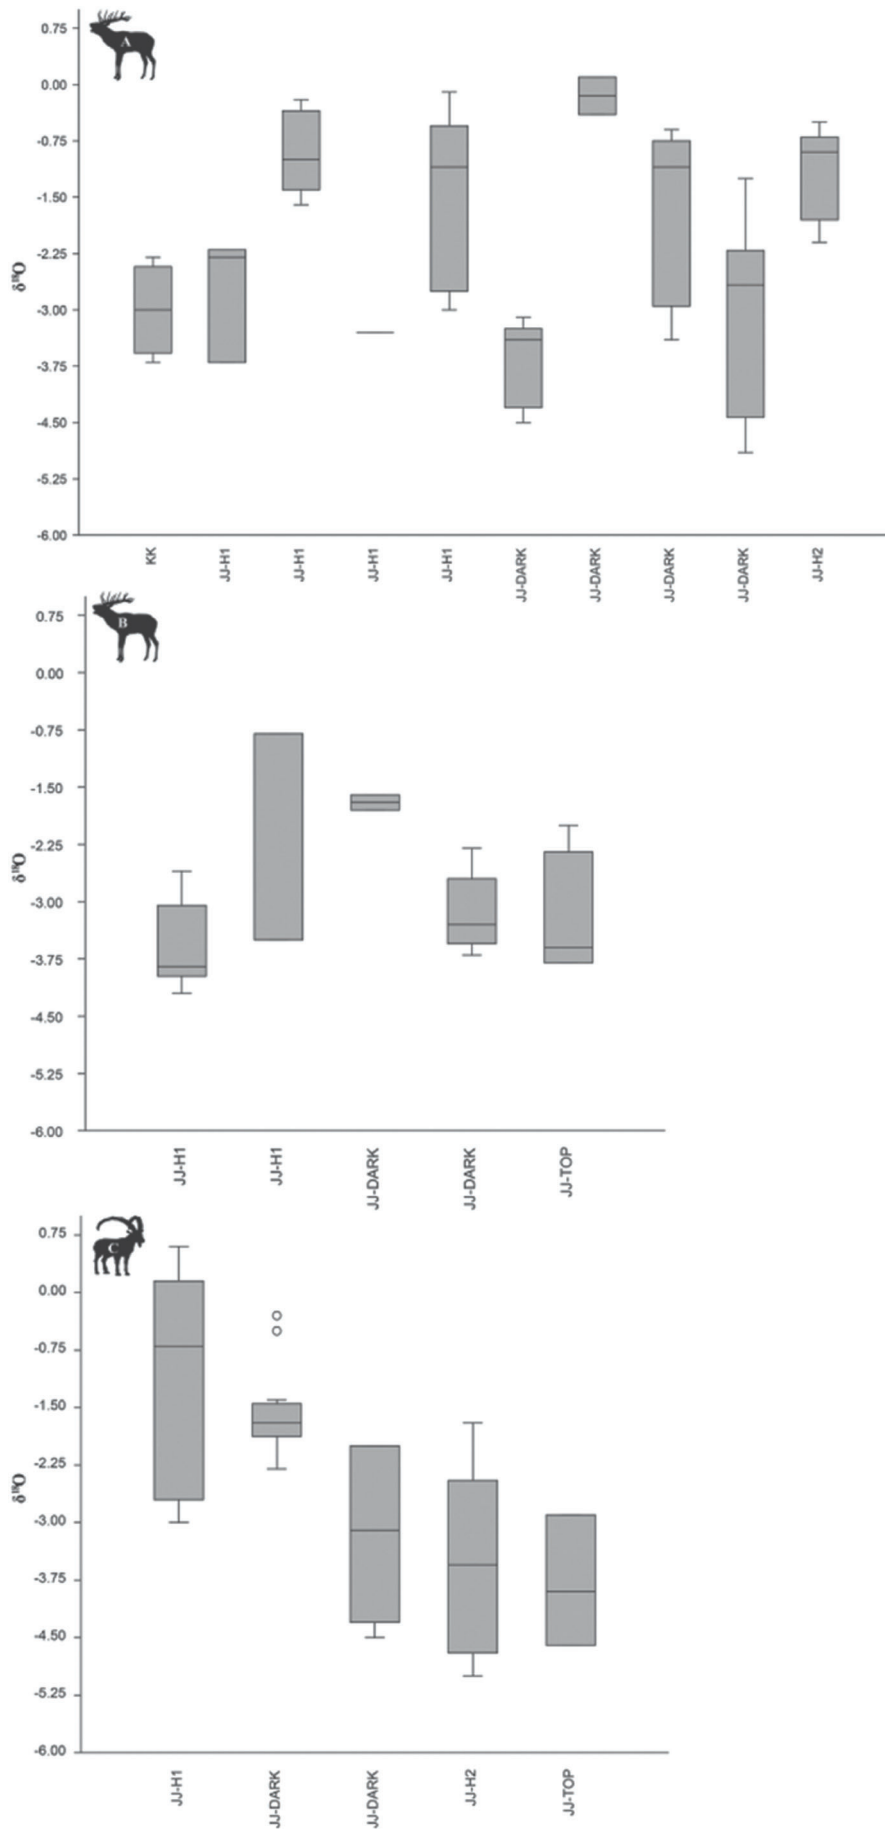 A
0.75
0.00
-0.75
-1.50
-2.25
-3.00
-3.75
-4.50
-5.25
-6.00
δ¹⁸O
KK
JJ-H1
JJ-H1
JJ-H1
JJ-H1
JJ-DARK
JJ-DARK
JJ-DARK
JJ-DARK
JJ-H2
B
0.75
0.00
-0.75
-1.50
-2.25
-3.00
-3.75
-4.50
-5.25
-6.00
δ¹⁸O
JJ-H1
JJ-H1
JJ-DARK
JJ-DARK
JJ-TOP
C
0.75
0.00
-0.75
-1.50
-2.25
-3.00
-3.75
-4.50
-5.25
-6.00
δ¹⁸O
JJ-H1
JJ-DARK
JJ-DARK
JJ-H2
JJ-TOP